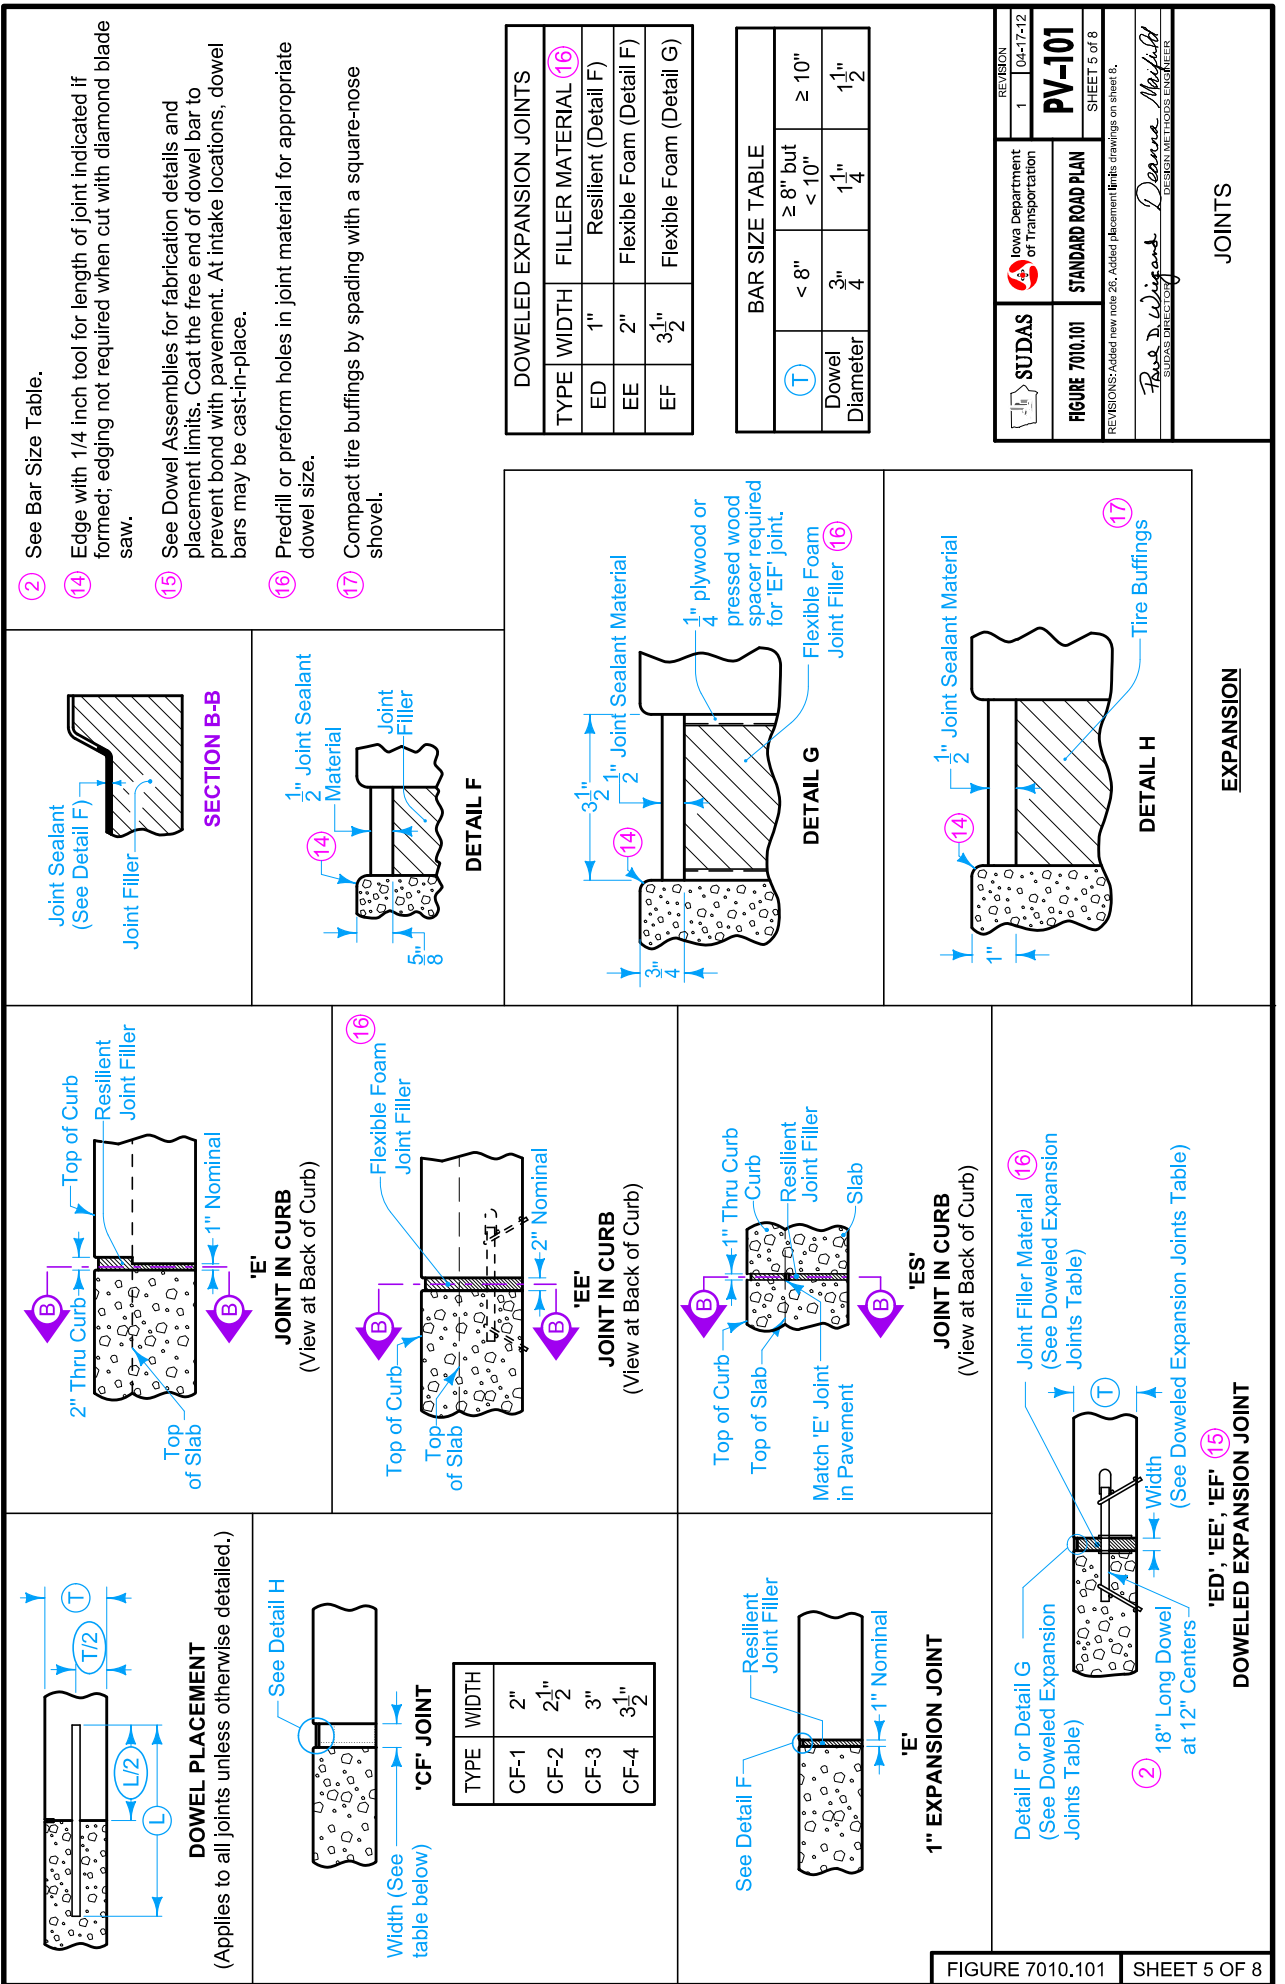 DOWEL PLACEMENT
(Applies to all joints unless otherwise detailed.)
T
T/2
L/2
L
See Detail H
Width (See
table below)
'CF' JOINT
TYPE WIDTH
CF-1 2"
CF-2 2 1/2"
CF-3 3"
CF-4 3 1/2"
See Detail F
Resilient
Joint Filler
1" Nominal
'E'
1" EXPANSION JOINT
2" Thru Curb
Top of Curb
Resilient
Joint Filler
B
B
1" Nominal
Top
of Slab
'E'
JOINT IN CURB
(View at Back of Curb)
16
Flexible Foam
Joint Filler
Top of Curb
Top
of Slab
B
B
2" Nominal
'EE'
JOINT IN CURB
(View at Back of Curb)
B
B
1" Thru Curb
Curb
Resilient
Joint Filler
Slab
Top of Curb
Top of Slab
Match 'E' Joint
in Pavement
'ES'
JOINT IN CURB
(View at Back of Curb)
Detail F or Detail G
(See Doweled Expansion
Joints Table)
Joint Filler Material 16
(See Doweled Expansion
Joints Table)
T
2 18" Long Dowel
at 12" Centers
Width
(See Doweled Expansion Joints Table)
'ED', 'EE', 'EF' 15
DOWELED EXPANSION JOINT
Joint Sealant
(See Detail F)
Joint Filler
SECTION B-B
14
1/2" Joint Sealant
Material
Joint
Filler
5/8"
DETAIL F
14
3 1/2"
1/2" Joint Sealant Material
1/4" plywood or
pressed wood
spacer required
for 'EF' joint.
Flexible Foam
Joint Filler 16
3/4"
DETAIL G
14
1/2" Joint Sealant Material
1"
Tire Buffings 17
DETAIL H
EXPANSION
2 See Bar Size Table.
14 Edge with 1/4 inch tool for length of joint indicated if
formed; edging not required when cut with diamond blade
saw.
15 See Dowel Assemblies for fabrication details and
placement limits. Coat the free end of dowel bar to
prevent bond with pavement. At intake locations, dowel
bars may be cast-in-place.
16 Predrill or preform holes in joint material for appropriate
dowel size.
17 Compact tire buffings by spading with a square-nose
shovel.
DOWELED EXPANSION JOINTS
TYPE WIDTH FILLER MATERIAL 16
ED 1" Resilient (Detail F)
EE 2" Flexible Foam (Detail F)
EF 3 1/2" Flexible Foam (Detail G)
BAR SIZE TABLE
T < 8" ≥ 8" but < 10" ≥ 10"
Dowel Diameter 3/4" 1 1/4" 1 1/2"
SUDAS
Iowa Department
of Transportation
REVISION
1 04-17-12
FIGURE 7010.101
STANDARD ROAD PLAN
PV-101
SHEET 5 of 8
REVISIONS: Added new note 26. Added placement limits drawings on sheet 8.
Paul D. Wiegand
SUDAS DIRECTOR
Deanna Maifield
DESIGN METHODS ENGINEER
JOINTS
FIGURE 7010.101
SHEET 5 OF 8